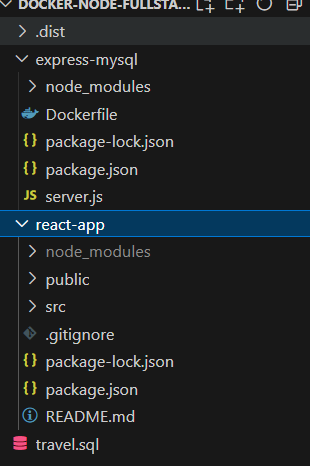 DOCKER-NODE-FULLSTA...
.dist
express-mysql
node_modules
Dockerfile
{} package-lock.json
{} package.json
JS server.js
react-app
node_modules
public
src
.gitignore
{} package-lock.json
{} package.json
README.md
travel.sql